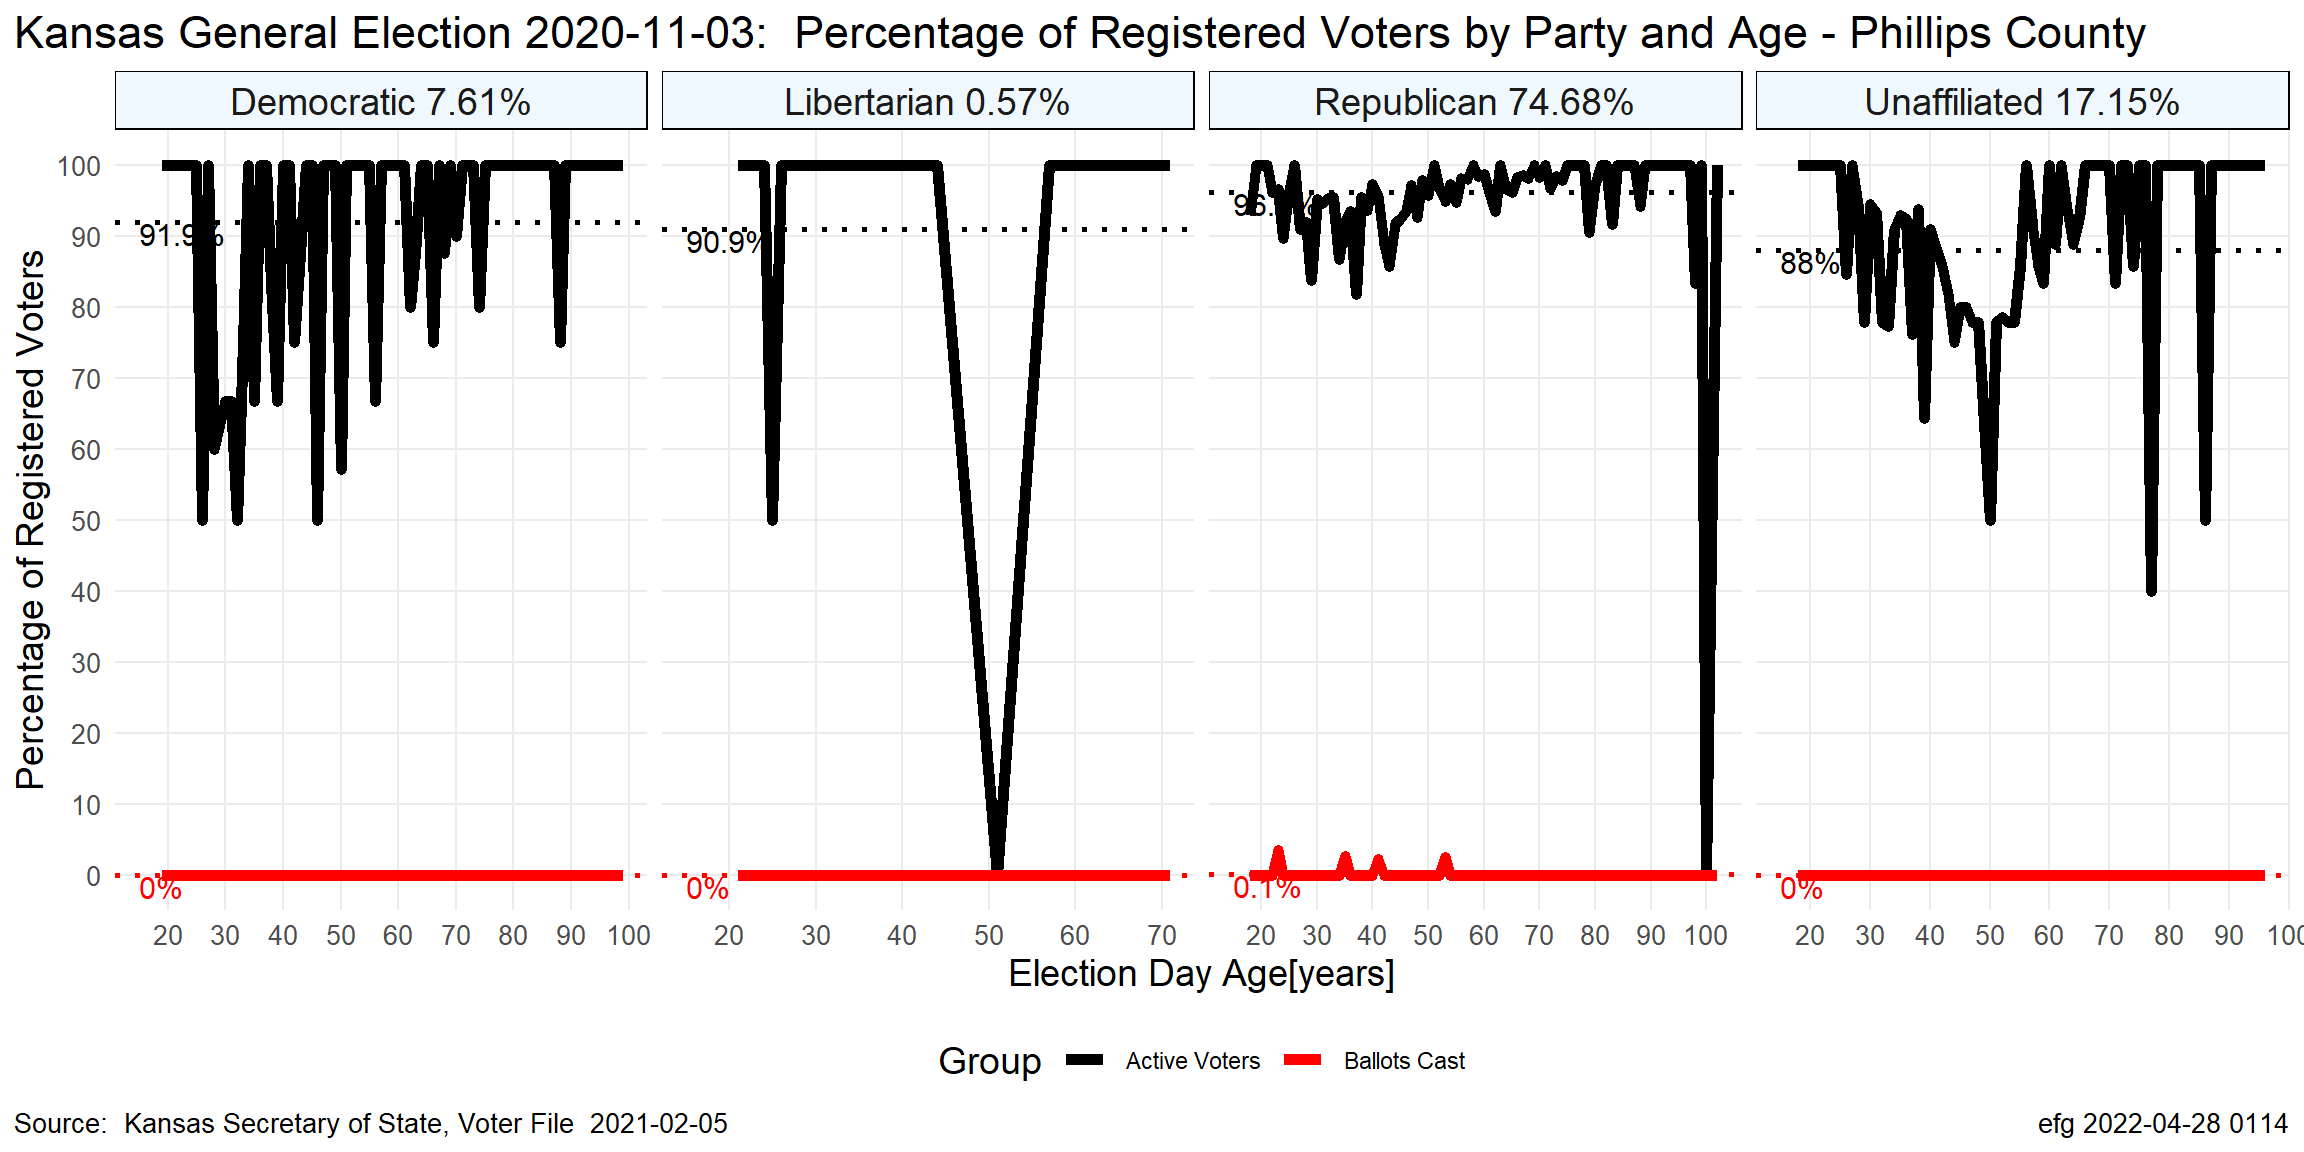 Kansas General Election 2020-11-03:  Percentage of Registered Voters by Party and Age - Phillips County
Democratic 7.61%
Libertarian 0.57%
Republican 74.68%
Unaffiliated 17.15%
Percentage of Registered Voters
100
90
80
70
60
50
40
30
20
10
0
91.9%
0%
90.9%
0%
0.1%
88%
0%
20 30 40 50 60 70 80 90 100
20 30 40 50 60 70
20 30 40 50 60 70 80 90 100
20 30 40 50 60 70 80 90 100
Election Day Age[years]
Group Active Voters Ballots Cast
Source:  Kansas Secretary of State, Voter File  2021-02-05
efg 2022-04-28 0114